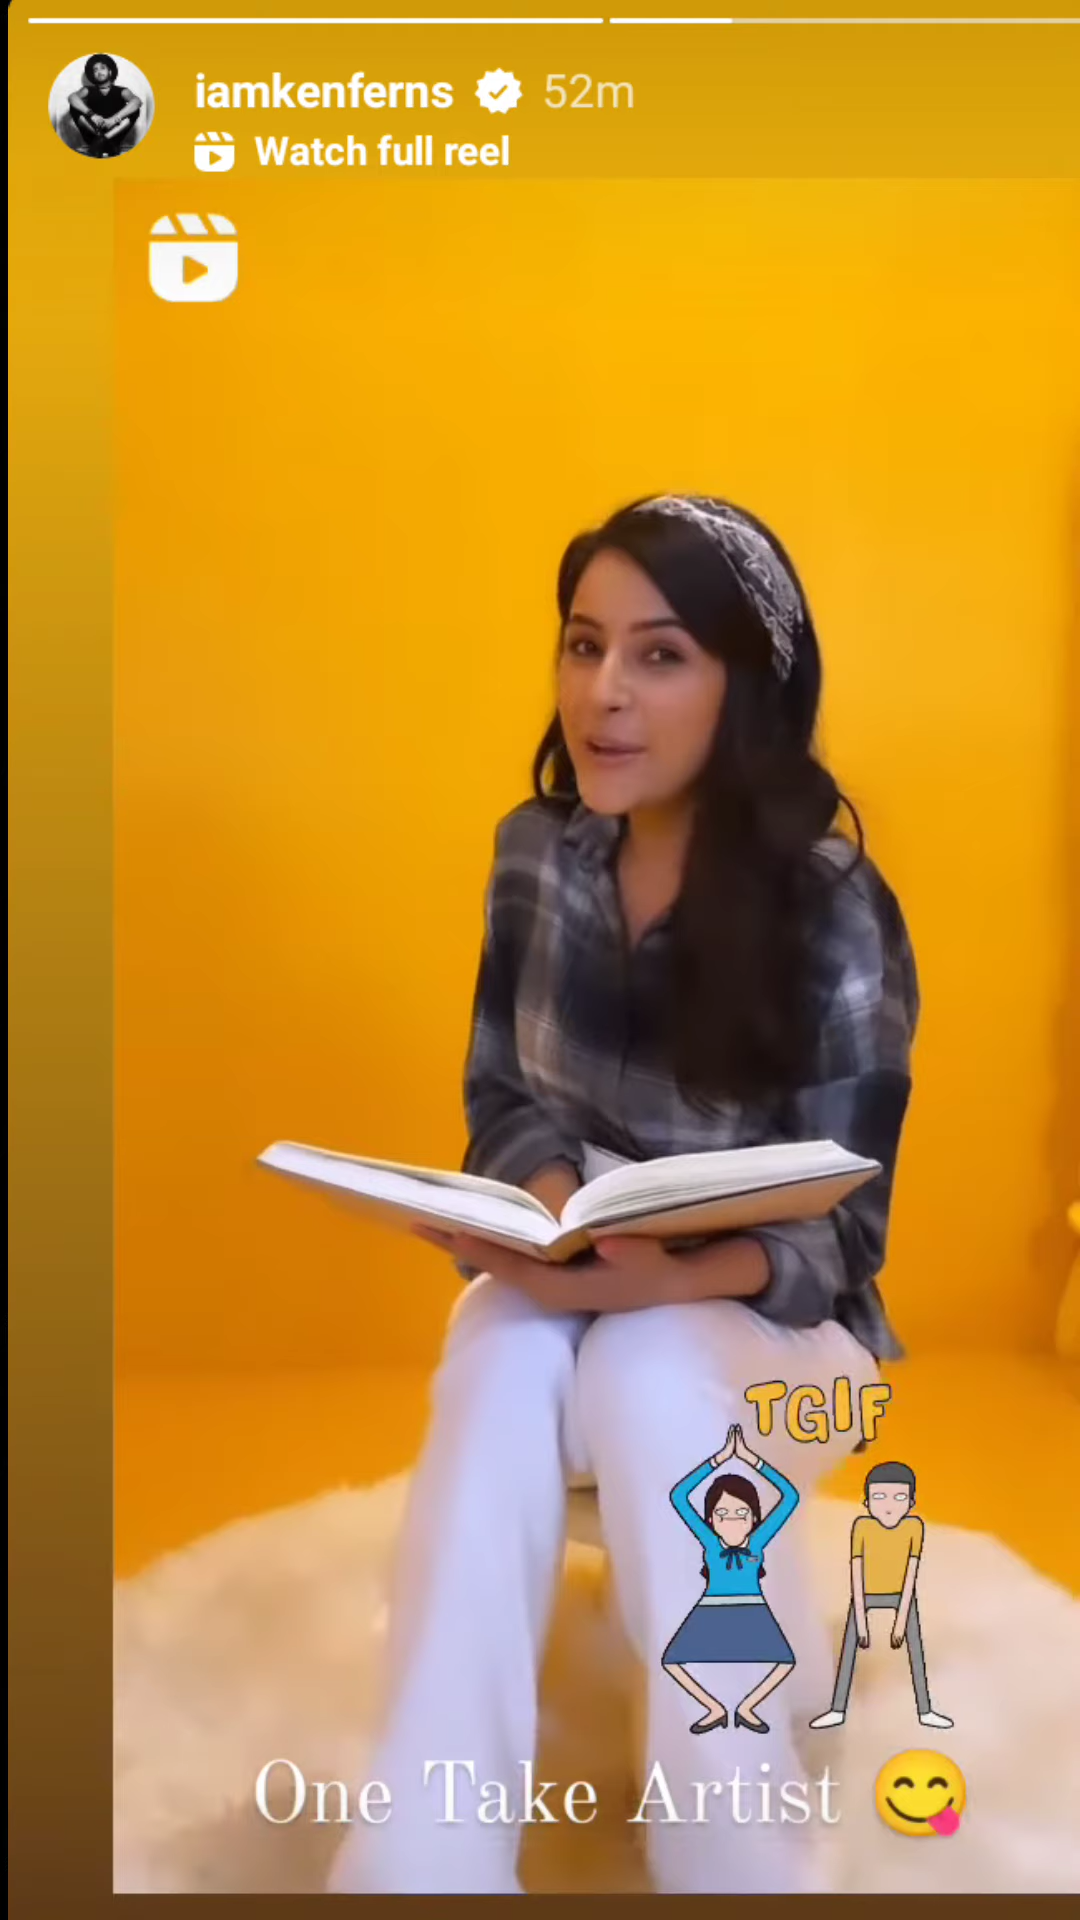 iamkenferns 52m
Watch full reel
TGIF
One Take Artist 😋